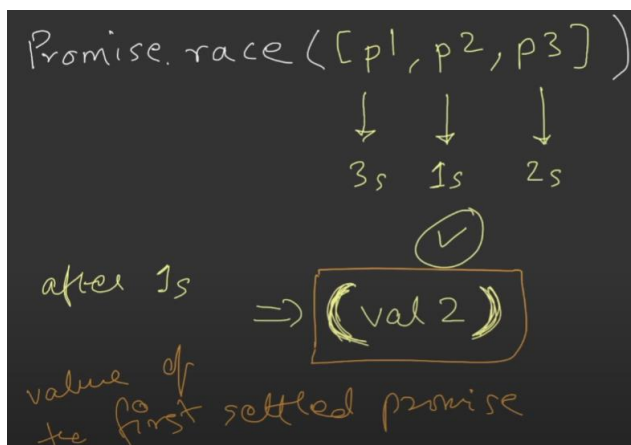 Promise.race([p1, p2, p3])
3s 1s 2s
after 1s
=> (val 2)
value of
the first settled promise